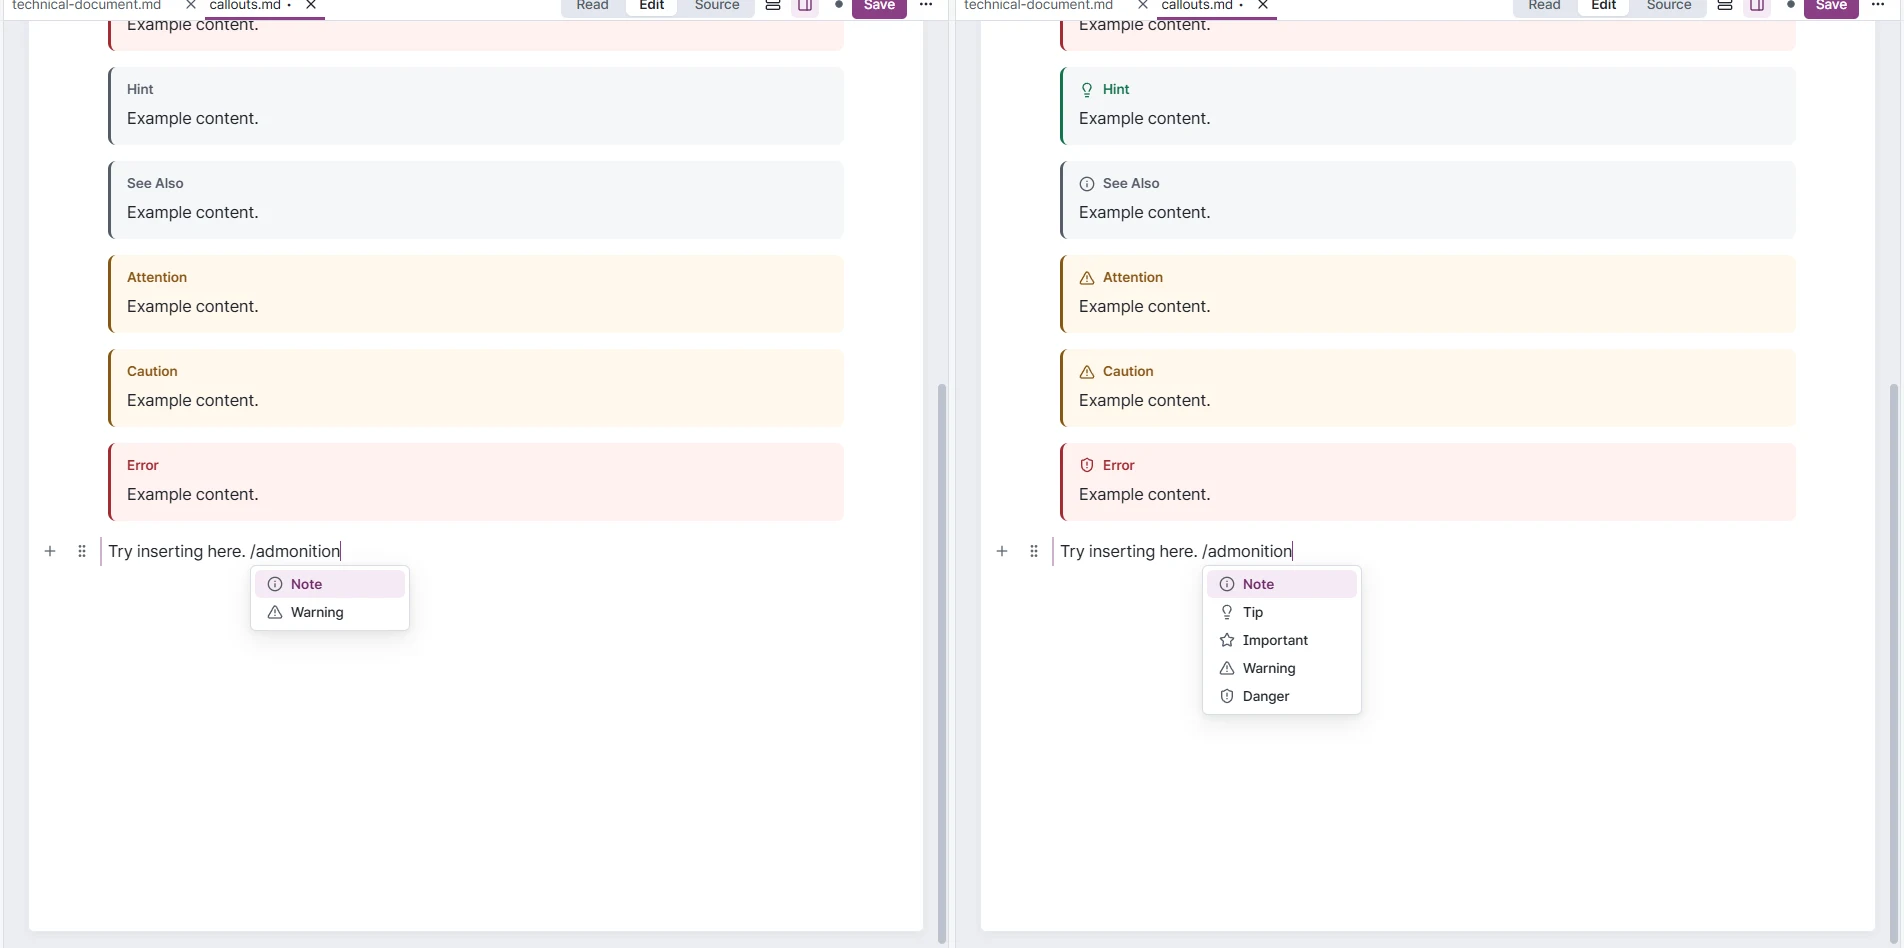 technical-document.md callouts.md • Read Edit Source Save
Example content.
Hint
Example content.
See Also
Example content.
Attention
Example content.
Caution
Example content.
Error
Example content.
Try inserting here. /admonition
Note
Warning
technical-document.md callouts.md • Read Edit Source Save
Example content.
Hint
Example content.
See Also
Example content.
Attention
Example content.
Caution
Example content.
Error
Example content.
Try inserting here. /admonition
Note
Tip
Important
Warning
Danger